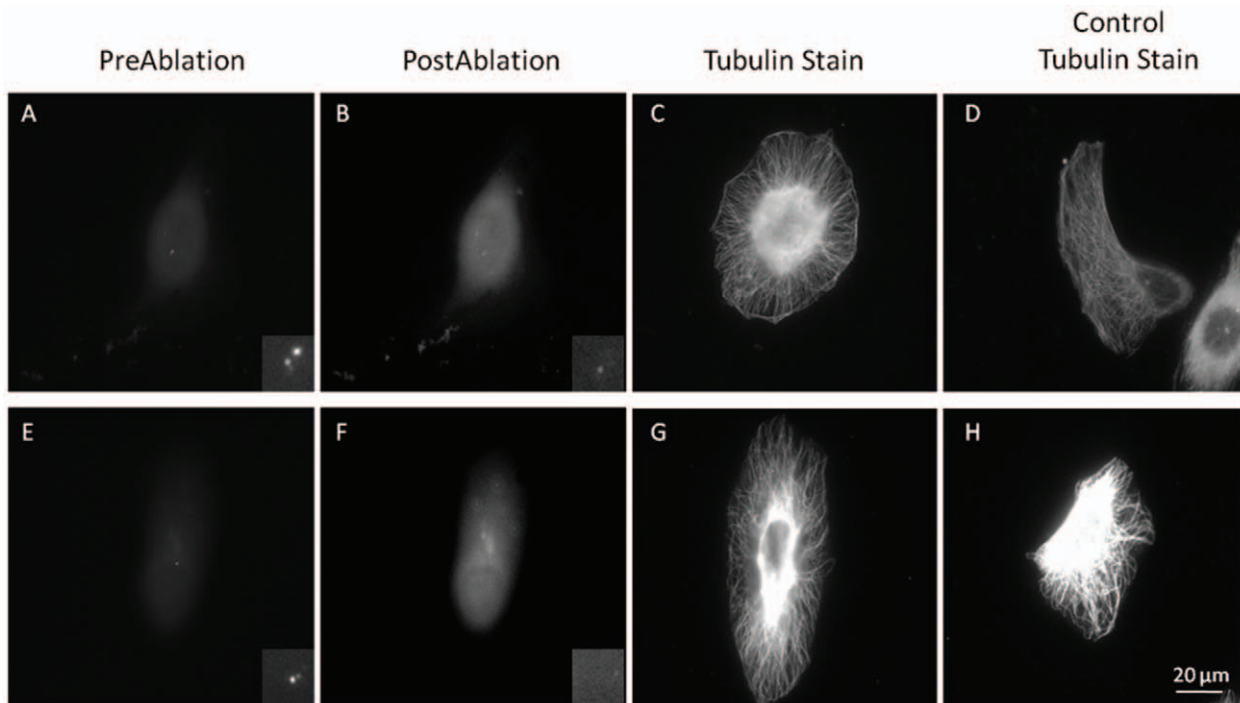 Control
PreAblation PostAblation Tubulin Stain Tubulin Stain
A B C D
E F G H
20 µm